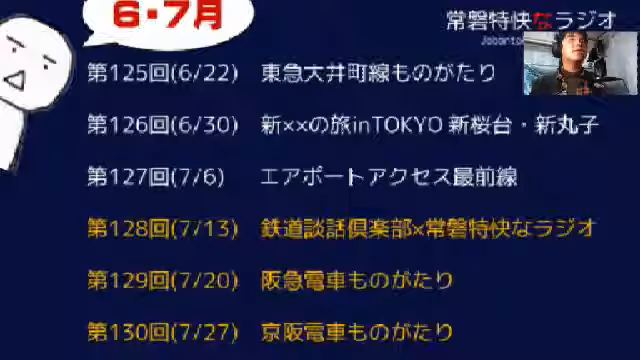 6・7月
常磐特快なラジオ
第125回(6/22) 東急大井町線ものがたり
第126回(6/30) 新××の旅inTOKYO 新桜台・新丸子
第127回(7/6) エアポートアクセス最前線
第128回(7/13) 鉄道談話倶楽部×常磐特快なラジオ
第129回(7/20) 阪急電車ものがたり
第130回(7/27) 京阪電車ものがたり